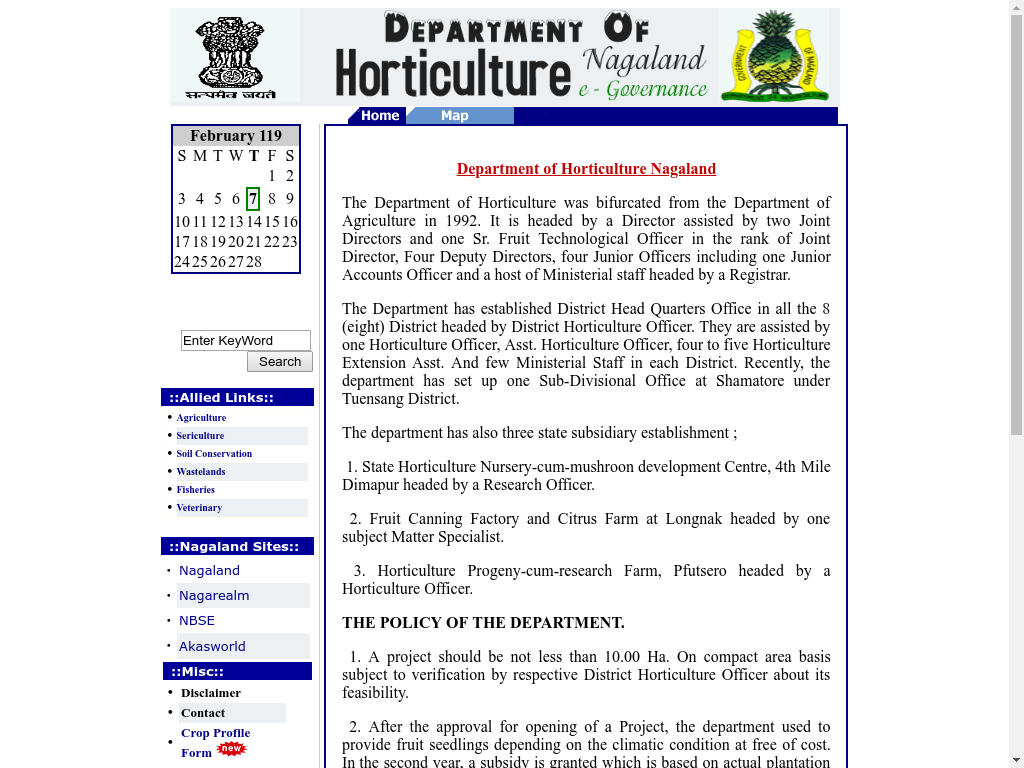 DEPARTMENT OF
Horticulture Nagaland
e - Governance
सत्यमेव जयते
GOVERNMENT OF NAGALAND
DEPARTMENT OF HORTICULTURE
Home Map
February 119
S M T W T F S
1 2
3 4 5 6 7 8 9
10 11 12 13 14 15 16
17 18 19 20 21 22 23
24 25 26 27 28
Enter KeyWord
Search
::Allied Links::
• Agriculture
• Sericulture
• Soil Conservation
• Wastelands
• Fisheries
• Veterinary
::Nagaland Sites::
• Nagaland
• Nagarealm
• NBSE
• Akasworld
::Misc::
• Disclaimer
• Contact
• Crop Profile
Form new
Department of Horticulture Nagaland
The Department of Horticulture was bifurcated from the Department of
Agriculture in 1992. It is headed by a Director assisted by two Joint
Directors and one Sr. Fruit Technological Officer in the rank of Joint
Director, Four Deputy Directors, four Junior Officers including one Junior
Accounts Officer and a host of Ministerial staff headed by a Registrar.
The Department has established District Head Quarters Office in all the 8
(eight) District headed by District Horticulture Officer. They are assisted by
one Horticulture Officer, Asst. Horticulture Officer, four to five Horticulture
Extension Asst. And few Ministerial Staff in each District. Recently, the
department has set up one Sub-Divisional Office at Shamatore under
Tuensang District.
The department has also three state subsidiary establishment ;
1. State Horticulture Nursery-cum-mushroon development Centre, 4th Mile
Dimapur headed by a Research Officer.
2. Fruit Canning Factory and Citrus Farm at Longnak headed by one
subject Matter Specialist.
3. Horticulture Progeny-cum-research Farm, Pfutsero headed by a
Horticulture Officer.
THE POLICY OF THE DEPARTMENT.
1. A project should be not less than 10.00 Ha. On compact area basis
subject to verification by respective District Horticulture Officer about its
feasibility.
2. After the approval for opening of a Project, the department used to
provide fruit seedlings depending on the climatic condition at free of cost.
In the second year, a subsidy is granted which is based on actual plantation